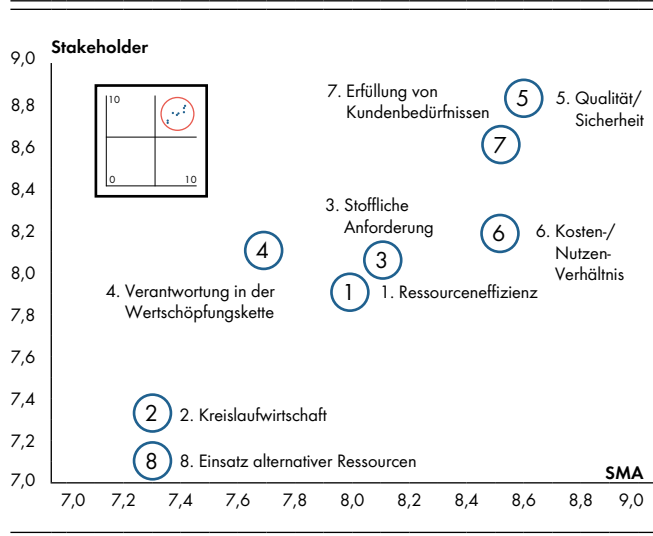 Stakeholder
9,0
8,8
8,6
8,4
8,2
8,0
7,8
7,6
7,4
7,2
7,0
10
0
10
7. Erfüllung von
Kundenbedürfnissen
5
5. Qualität/
Sicherheit
7
3. Stoffliche
Anforderung
6
6. Kosten-/
Nutzen-
Verhältnis
4
3
4. Verantwortung in der
Wertschöpfungskette
1
1. Ressourceneffizienz
2
2. Kreislaufwirtschaft
8
8. Einsatz alternativer Ressourcen
SMA
7,0 7,2 7,4 7,6 7,8 8,0 8,2 8,4 8,6 8,8 9,0